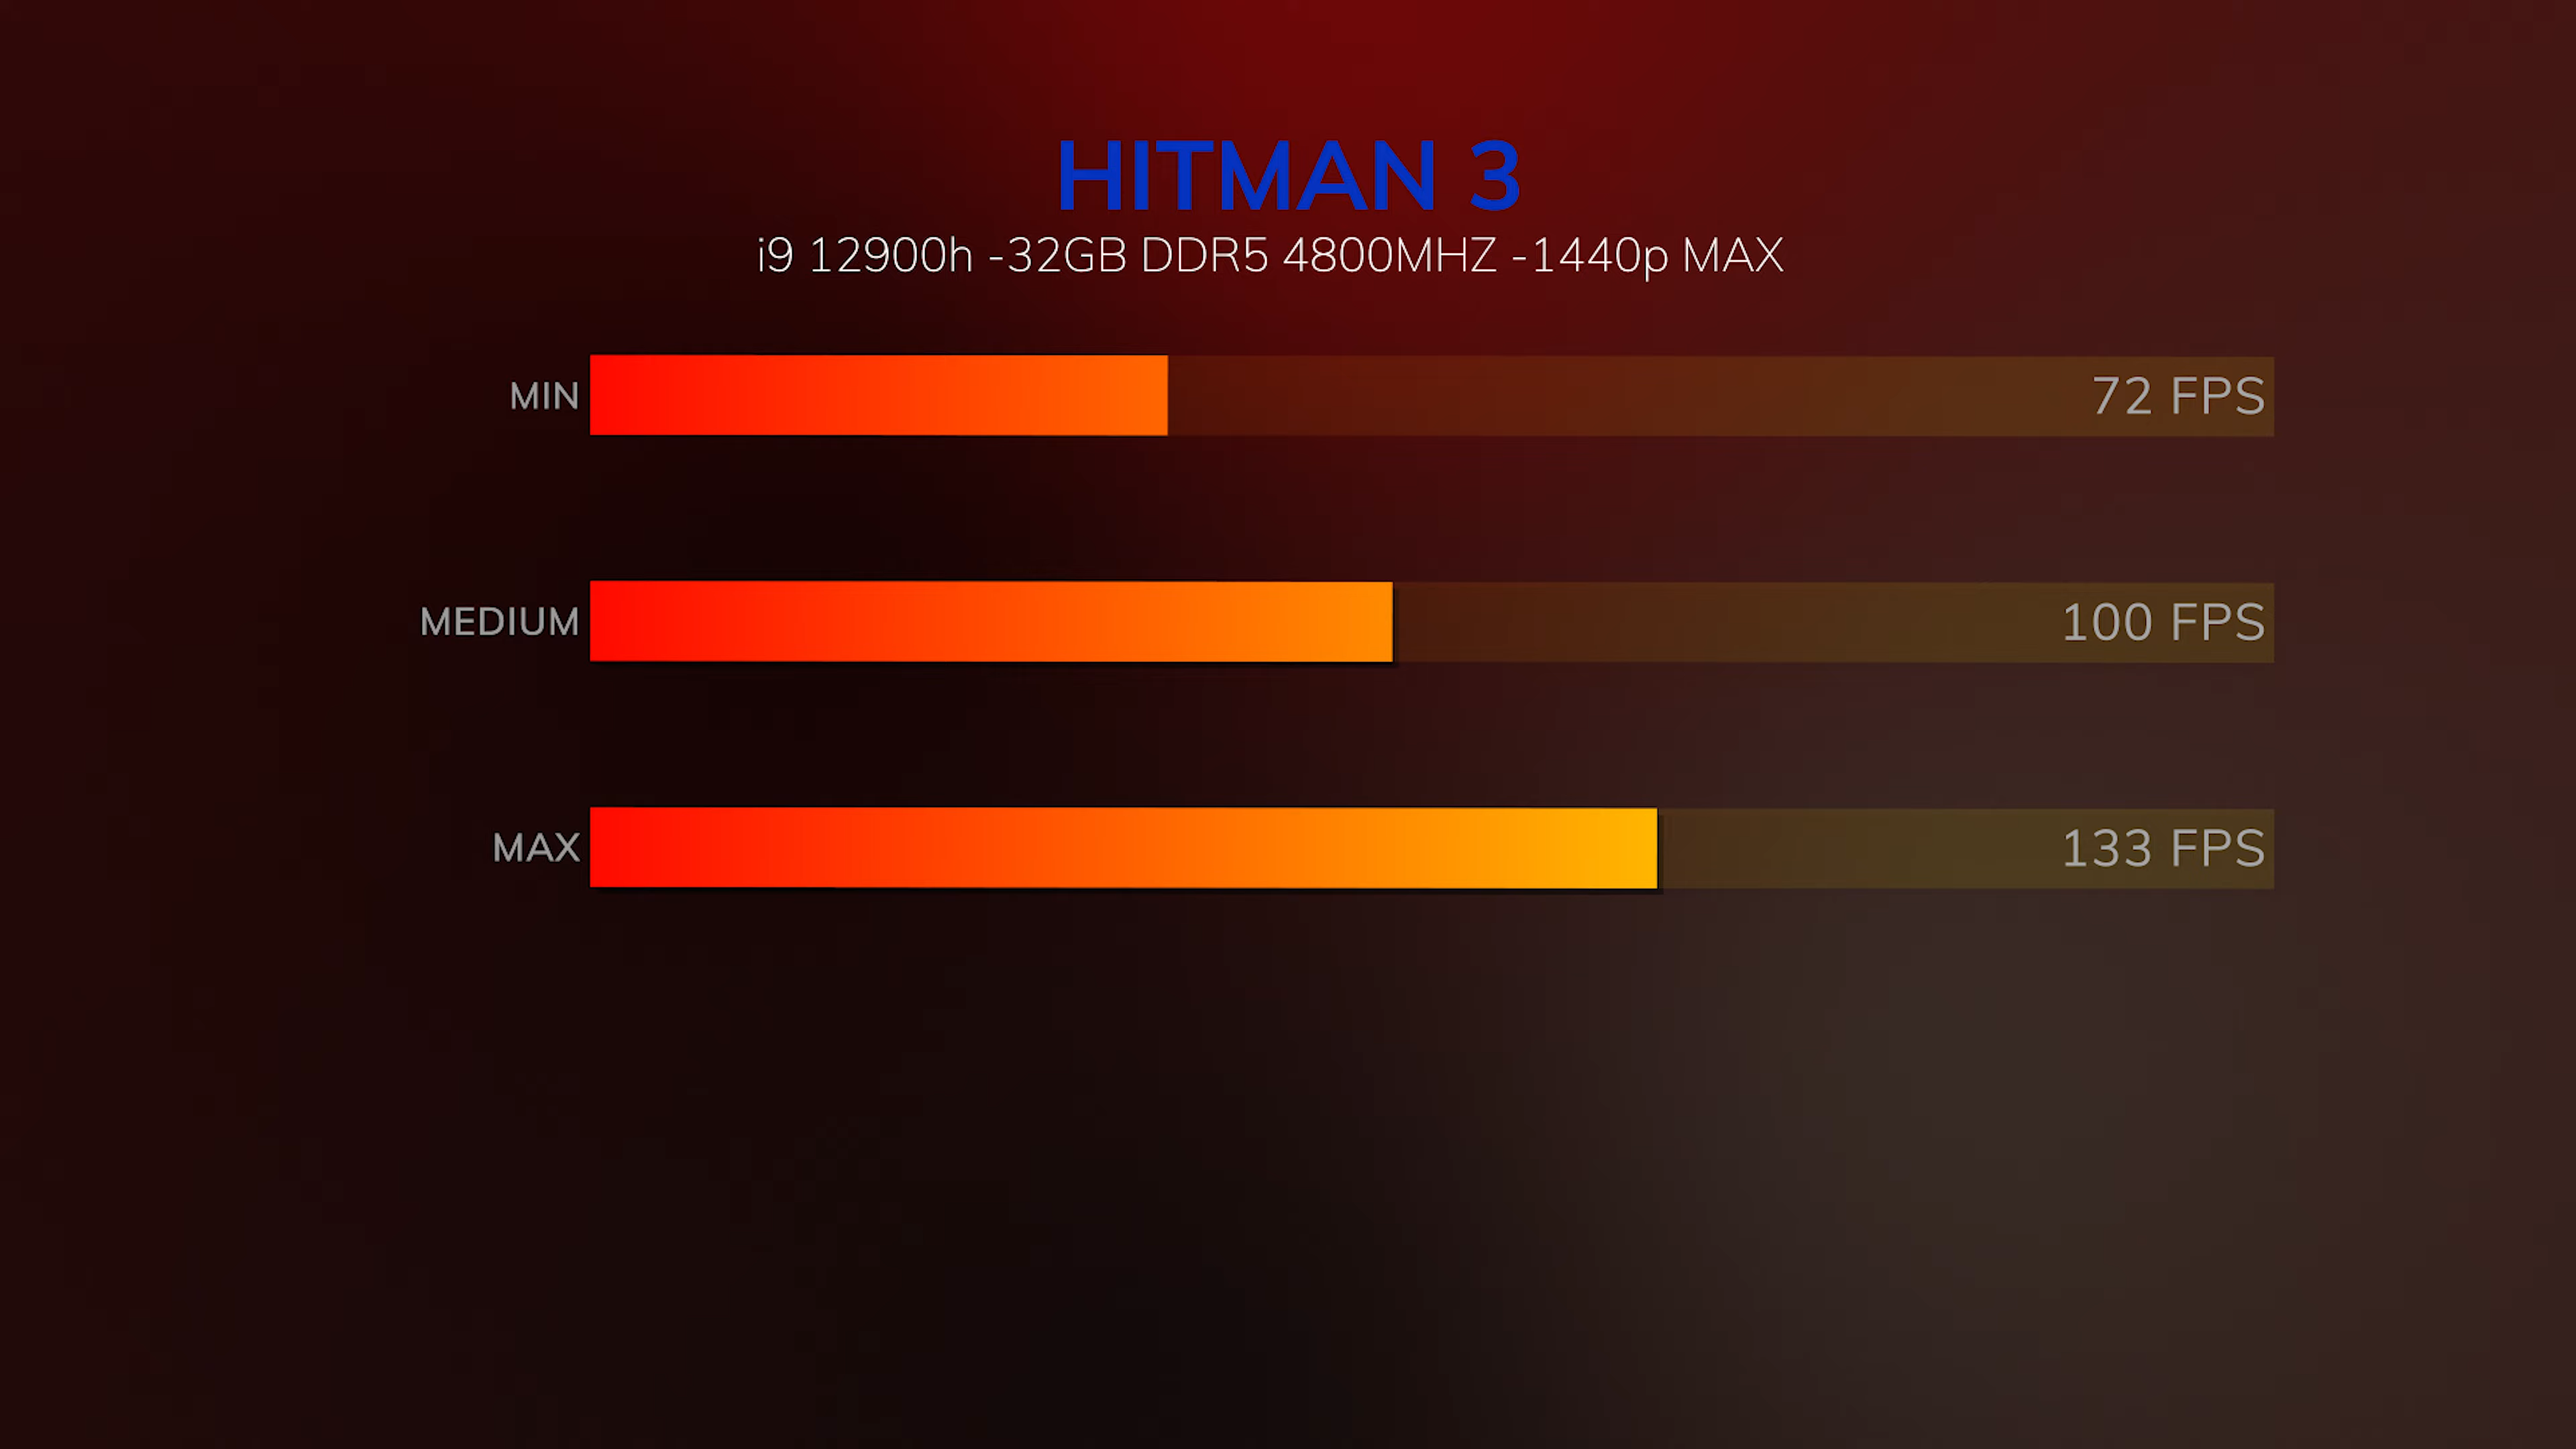 HITMAN 3
i9 12900h -32GB DDR5 4800MHZ -1440p MAX
MIN 72 FPS
MEDIUM 100 FPS
MAX 133 FPS